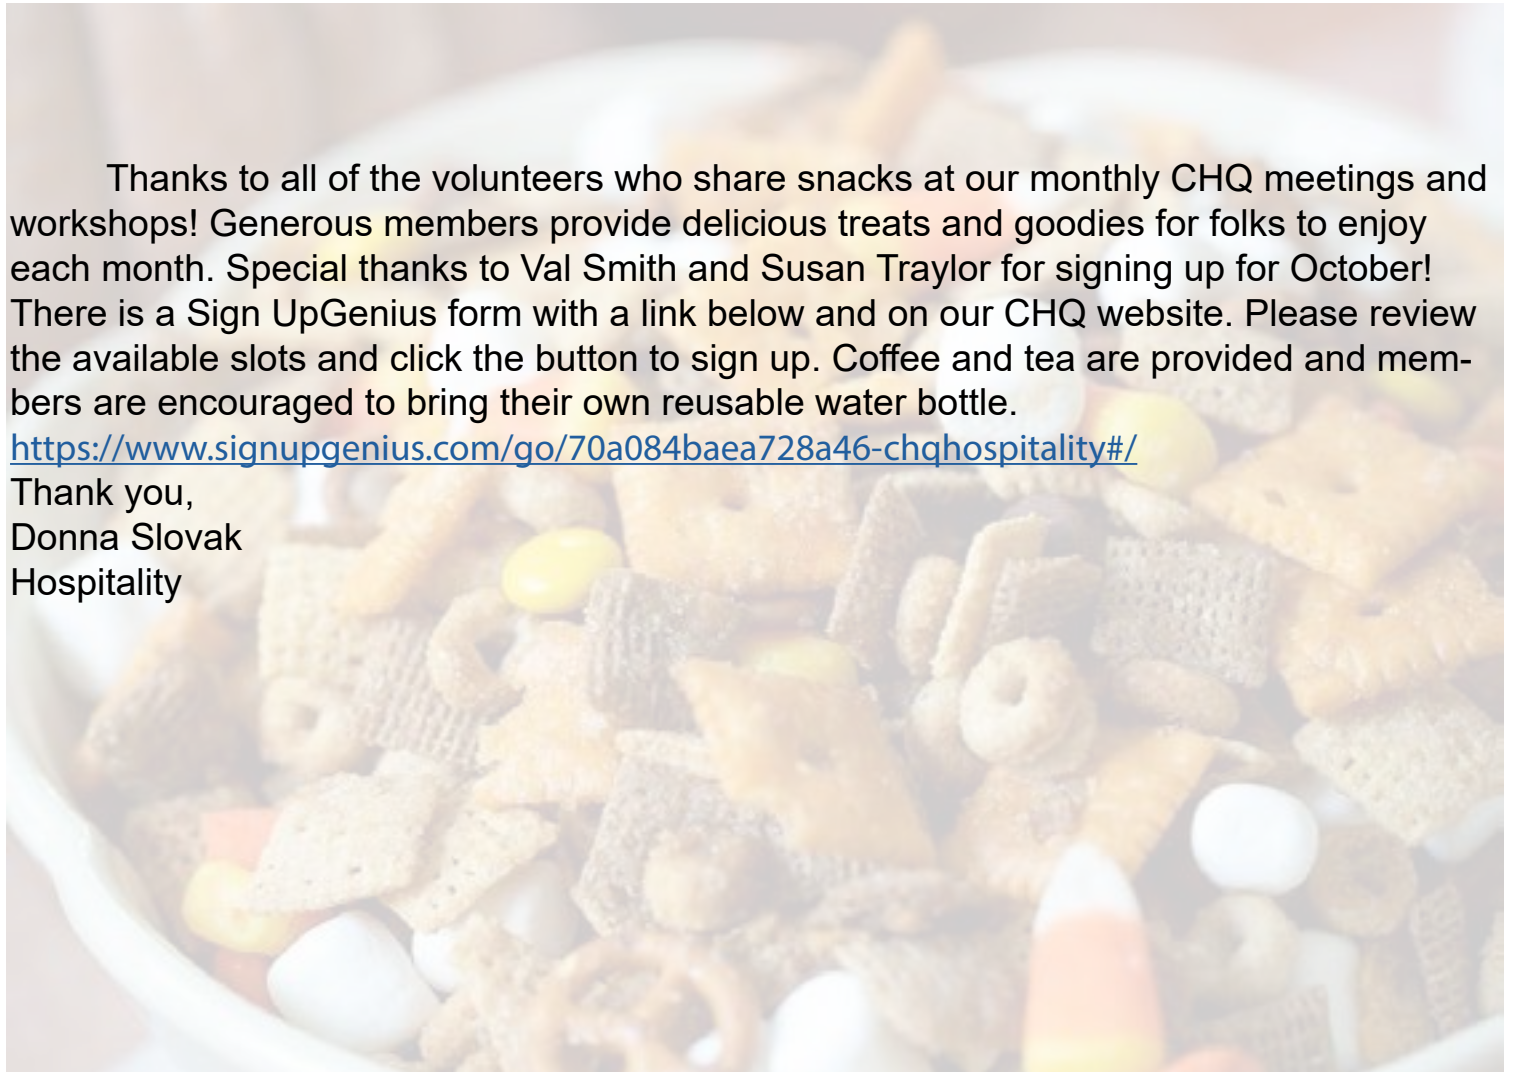 Thanks to all of the volunteers who share snacks at our monthly CHQ meetings and
workshops! Generous members provide delicious treats and goodies for folks to enjoy
each month. Special thanks to Val Smith and Susan Traylor for signing up for October!
There is a Sign UpGenius form with a link below and on our CHQ website. Please review
the available slots and click the button to sign up. Coffee and tea are provided and mem-
bers are encouraged to bring their own reusable water bottle.
https://www.signupgenius.com/go/70a084baea728a46-chqhospitality#/
Thank you,
Donna Slovak
Hospitality